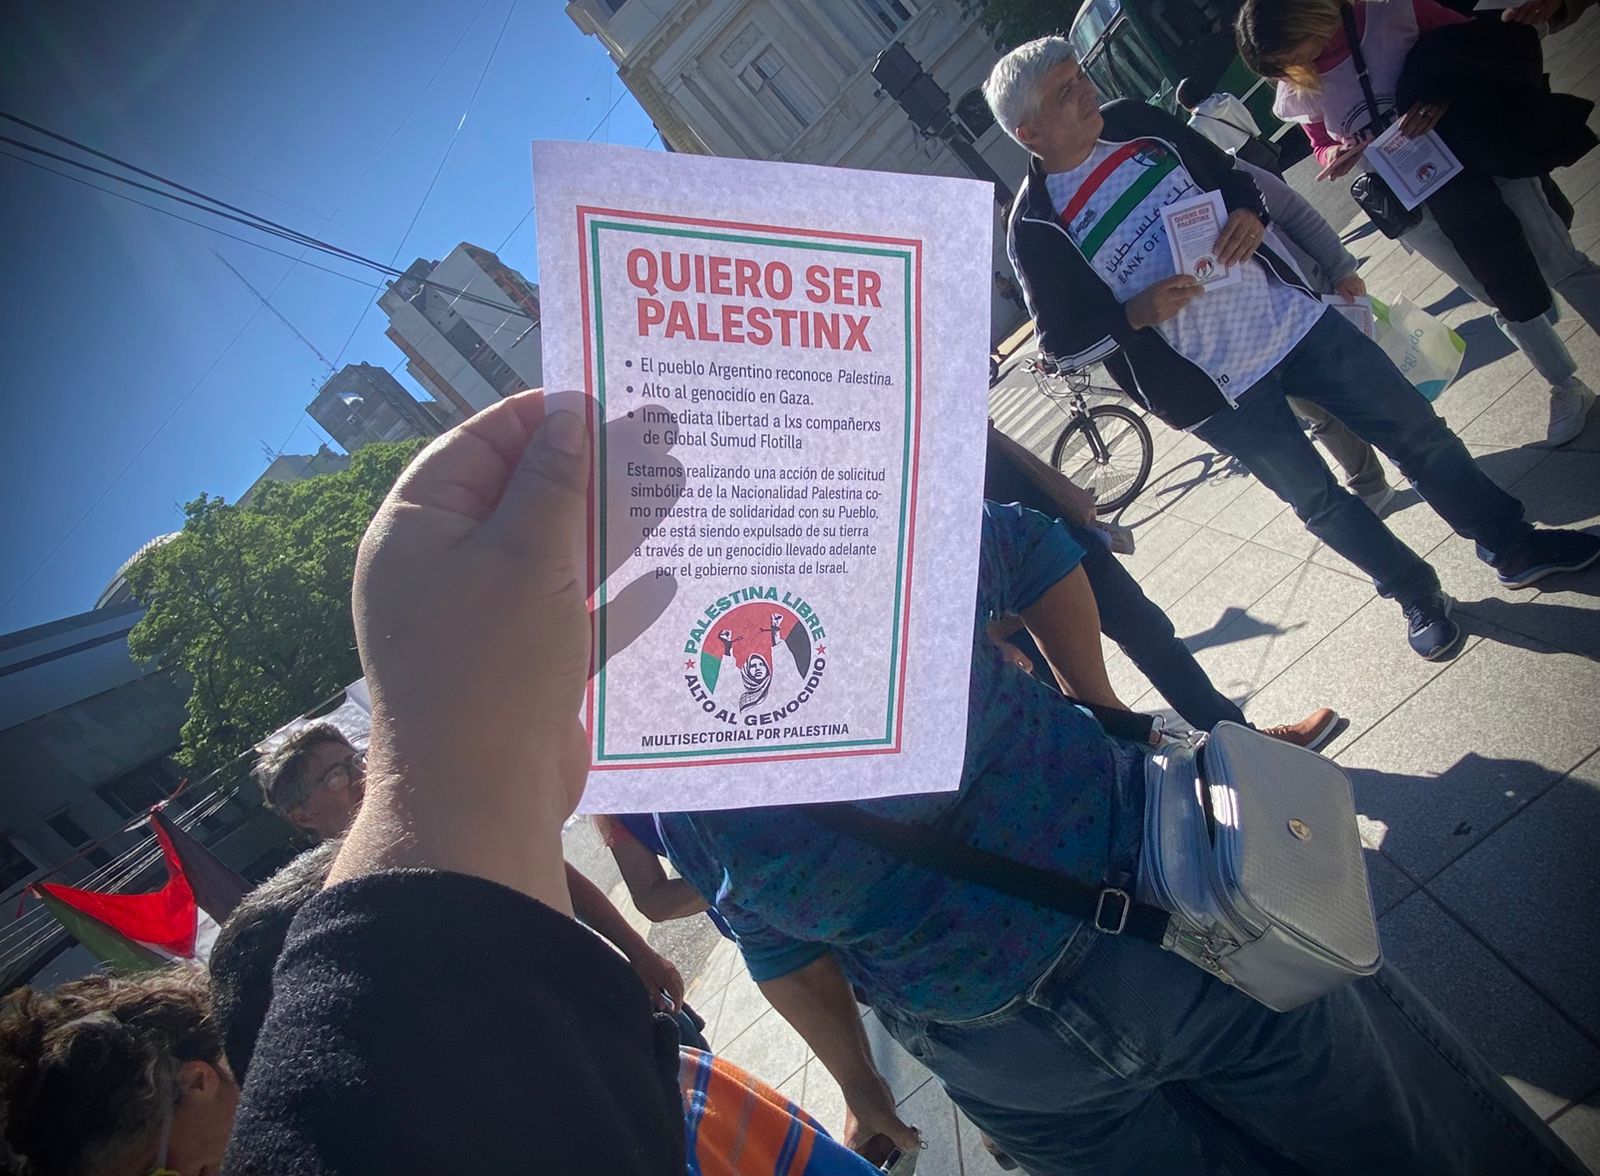 QUIERO SER
PALESTINX
• El pueblo Argentino reconoce Palestina.
• Alto al genocidío en Gaza.
• Inmediata libertad a lxs compañerxs
de Global Sumud Flotilla
Estamos realizando una acción de solicitud
simbólica de la Nacionalidad Palestina co-
mo muestra de solidaridad con su Pueblo,
que está siendo expulsado de su tierra
a través de un genocidio llevado adelante
por el gobierno sionista de Israel.
PALESTINA LIBRE
ALTO AL GENOCIDIO
MULTISECTORIAL POR PALESTINA
QUIERO SER
PALESTINX
BANK OF
20